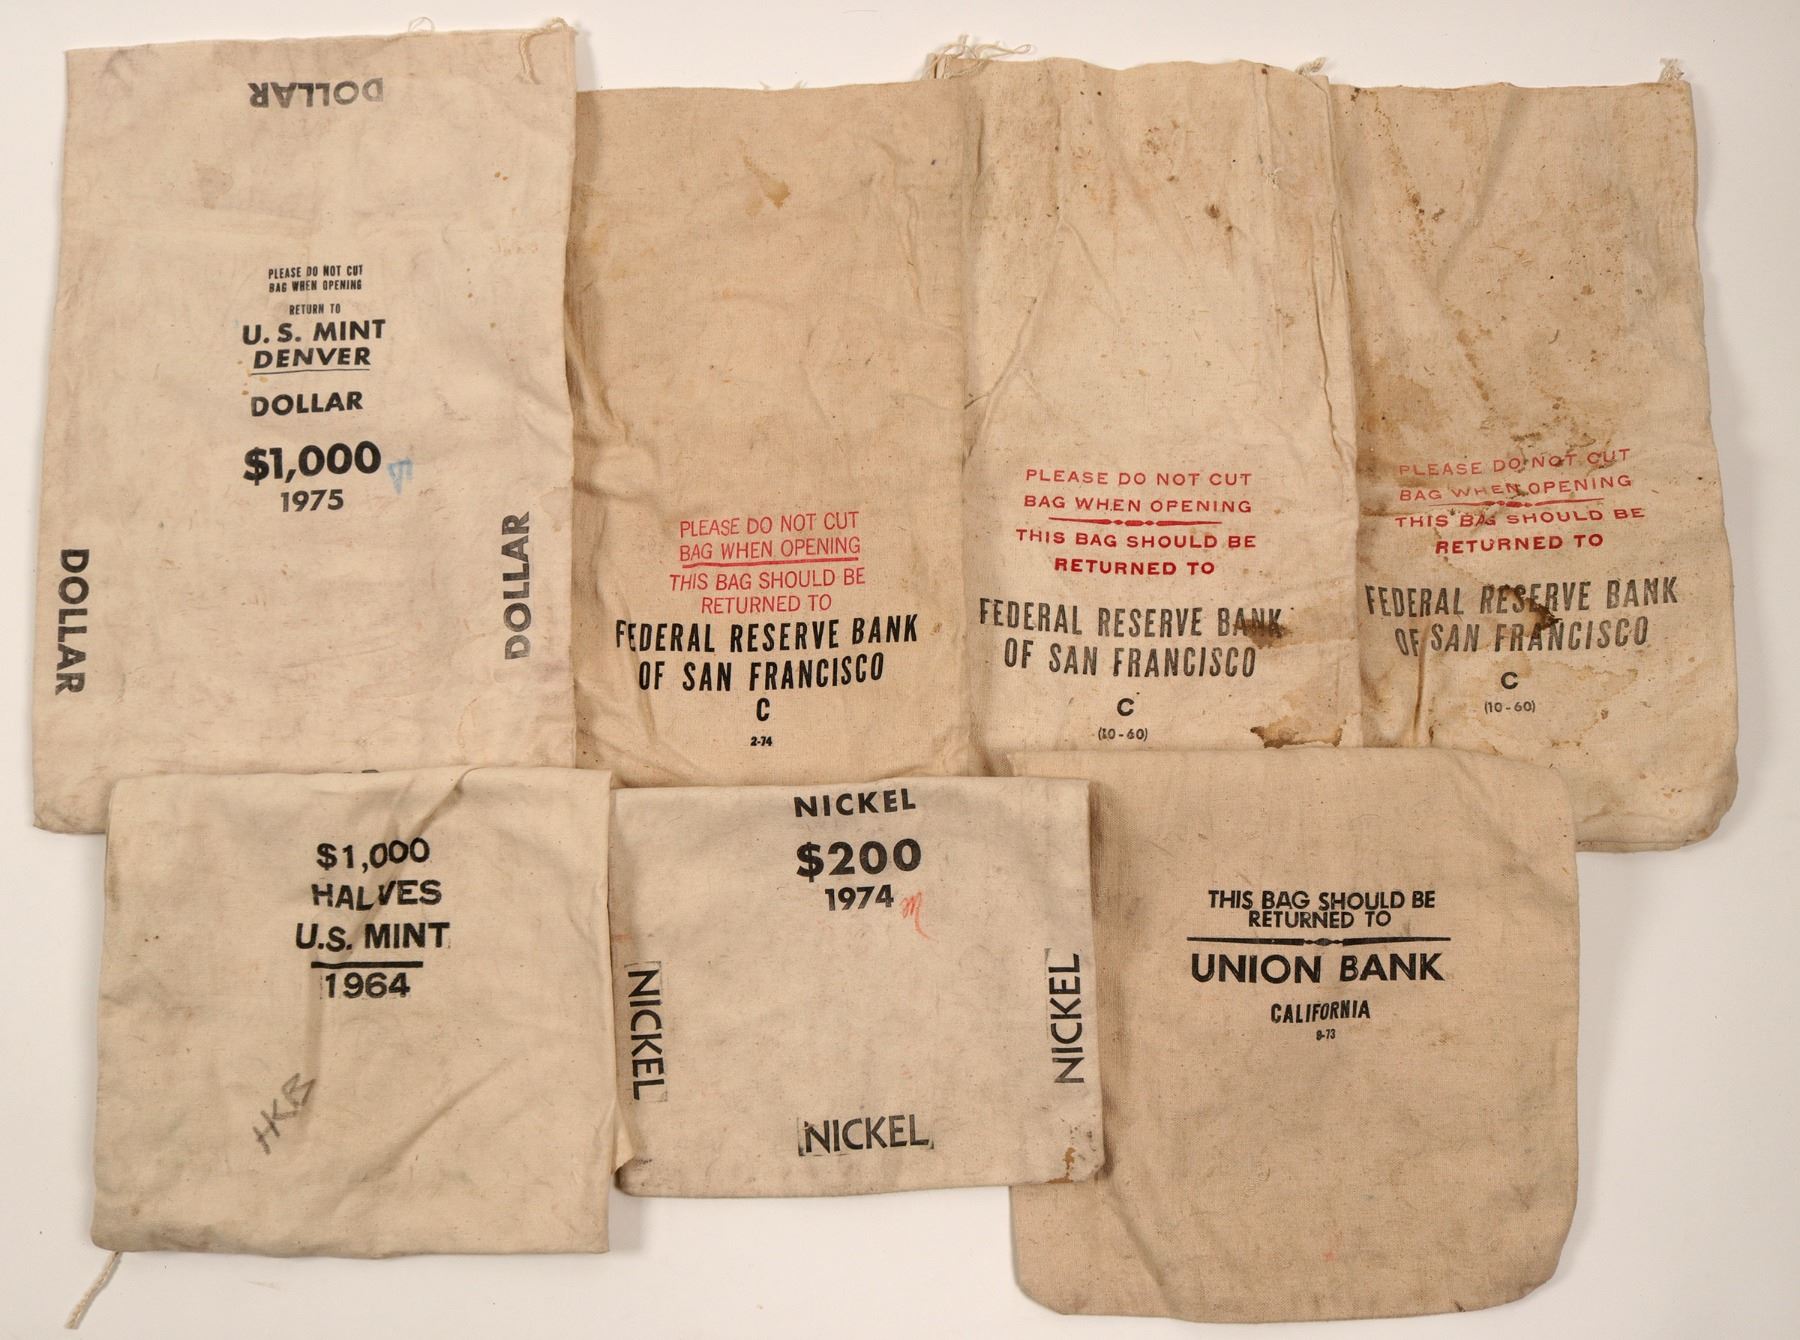 DOLLAR
PLEASE DO NOT CUT
BAG WHEN OPENING
RETURN TO
U. S. MINT
DENVER
DOLLAR
$1,000
1975
DOLLAR
DOLLAR
PLEASE DO NOT CUT
BAG WHEN OPENING
THIS BAG SHOULD BE
RETURNED TO
FEDERAL RESERVE BANK
OF SAN FRANCISCO
C
2-74
PLEASE DO NOT CUT
BAG WHEN OPENING
THIS BAG SHOULD BE
RETURNED TO
FEDERAL RESERVE BANK
OF SAN FRANCISCO
C
(10-60)
PLEASE DO NOT CUT
BAG WHEN OPENING
THIS BAG SHOULD BE
RETURNED TO
FEDERAL RESERVE BANK
OF SAN FRANCISCO
C
(10-60)
$1,000
HALVES
U.S. MINT
1964
HKB
NICKEL
$200
1974
NICKEL
NICKEL
NICKEL
THIS BAG SHOULD BE
RETURNED TO
UNION BANK
CALIFORNIA